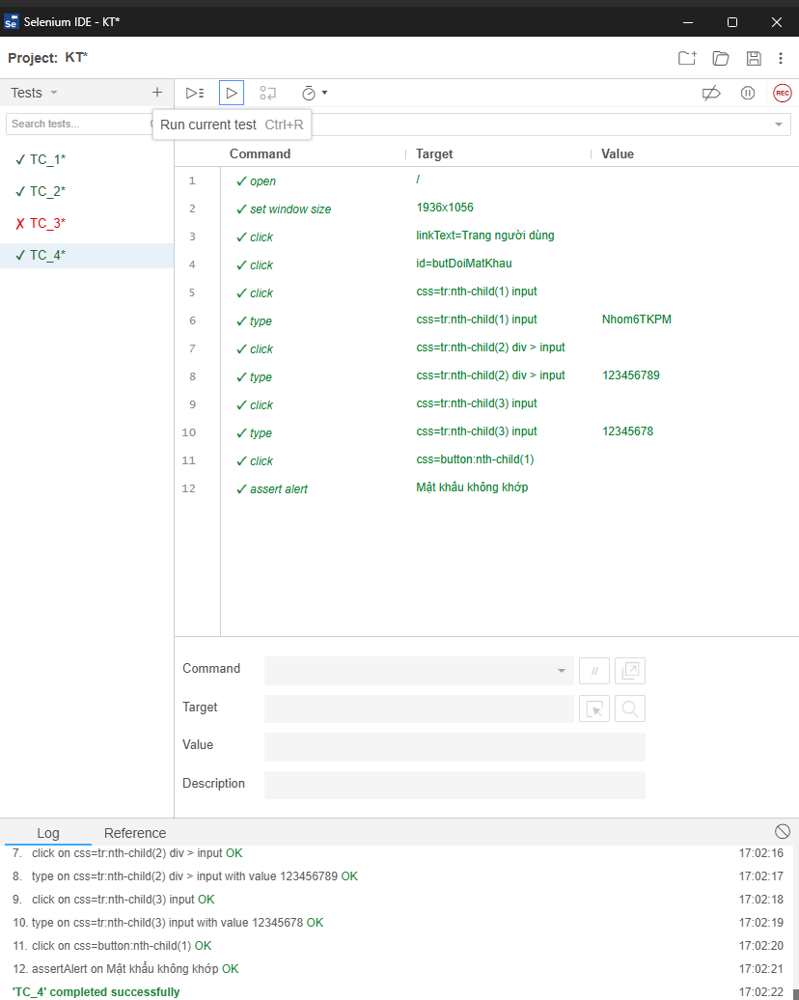 Se Selenium IDE - KT*
Project: KT*
Tests +
REC
Search tests...
Run current test Ctrl+R
Command Target Value
✓ TC_1*
✓ TC_2*
✗ TC_3*
✓ TC_4*
1 ✓ open /
2 ✓ set window size 1936x1056
3 ✓ click linkText=Trang người dùng
4 ✓ click id=butDoiMatKhau
5 ✓ click css=tr:nth-child(1) input
6 ✓ type css=tr:nth-child(1) input Nhom6TKPM
7 ✓ click css=tr:nth-child(2) div > input
8 ✓ type css=tr:nth-child(2) div > input 123456789
9 ✓ click css=tr:nth-child(3) input
10 ✓ type css=tr:nth-child(3) input 12345678
11 ✓ click css=button:nth-child(1)
12 ✓ assert alert Mật khẩu không khớp
Command //
Target
Value
Description
Log Reference
7. click on css=tr:nth-child(2) div > input OK 17:02:16
8. type on css=tr:nth-child(2) div > input with value 123456789 OK 17:02:17
9. click on css=tr:nth-child(3) input OK 17:02:18
10. type on css=tr:nth-child(3) input with value 12345678 OK 17:02:19
11. click on css=button:nth-child(1) OK 17:02:20
12. assertAlert on Mật khẩu không khớp OK 17:02:21
'TC_4' completed successfully 17:02:22